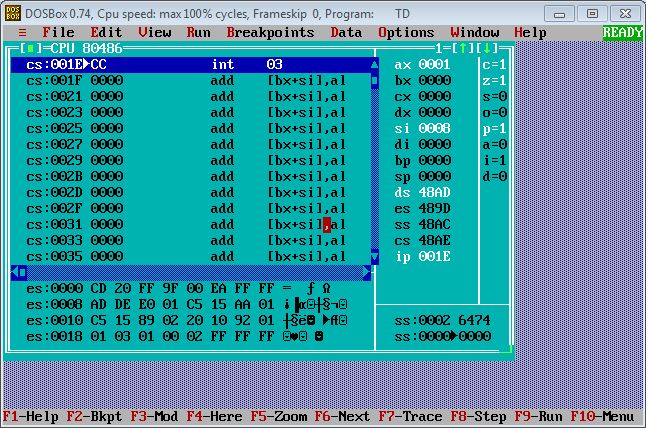 DOSBox 0.74, Cpu speed: max 100% cycles, Frameskip 0, Program: TD
≡ File Edit View Run Breakpoints Data Options Window Help READY
[■]=CPU 80486 1=[↑][↓]
cs:001E►CC int 03 ax 0001 c=1
cs:001F 0000 add [bx+si],al bx 0000 z=1
cs:0021 0000 add [bx+si],al cx 0000 s=0
cs:0023 0000 add [bx+si],al dx 0000 o=0
cs:0025 0000 add [bx+si],al si 0008 p=1
cs:0027 0000 add [bx+si],al di 0000 a=0
cs:0029 0000 add [bx+si],al bp 0000 i=1
cs:002B 0000 add [bx+si],al sp 0000 d=0
cs:002D 0000 add [bx+si],al ds 48AD
cs:002F 0000 add [bx+si],al es 489D
cs:0031 0000 add [bx+si],al ss 48AC
cs:0033 0000 add [bx+si],al cs 48AE
cs:0035 0000 add [bx+si],al ip 001E
es:0000 CD 20 FF 9F 00 EA FF FF = ƒ Ω
es:0008 AD DE E0 01 C5 15 AA 01
es:0010 C5 15 89 02 20 10 92 01 ss:0002 6474
es:0018 01 03 01 00 02 FF FF FF ss:0000►0000
F1-Help F2-Bkpt F3-Mod F4-Here F5-Zoom F6-Next F7-Trace F8-Step F9-Run F10-Menu